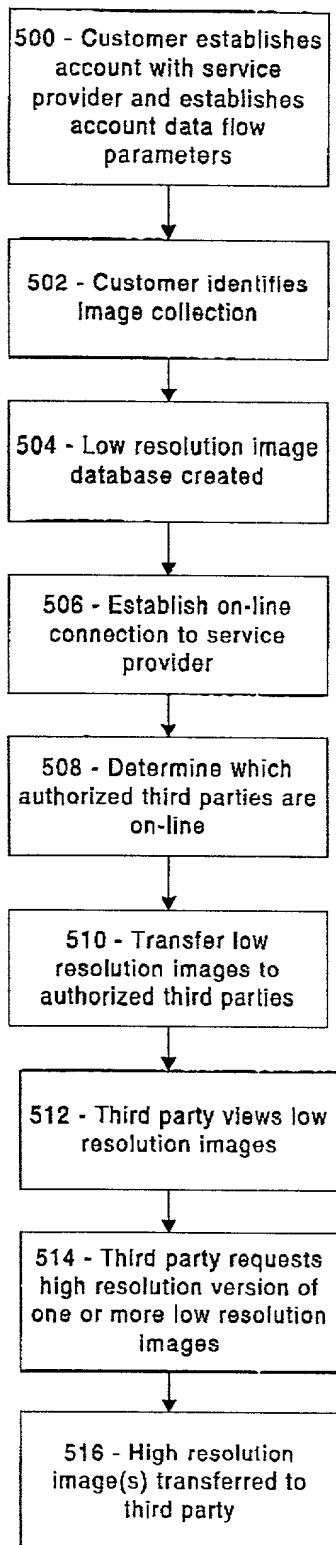 500 - Customer establishes
account with service
provider and establishes
account data flow
parameters
502 - Customer identifies
image collection
504 - Low resolution image
database created
506 - Establish on-line
connection to service
provider
508 - Determine which
authorized third parties are
on-line
510 - Transfer low
resolution images to
authorized third parties
512 - Third party views low
resolution images
514 - Third party requests
high resolution version of
one or more low resolution
images
516 - High resolution
image(s) transferred to
third party